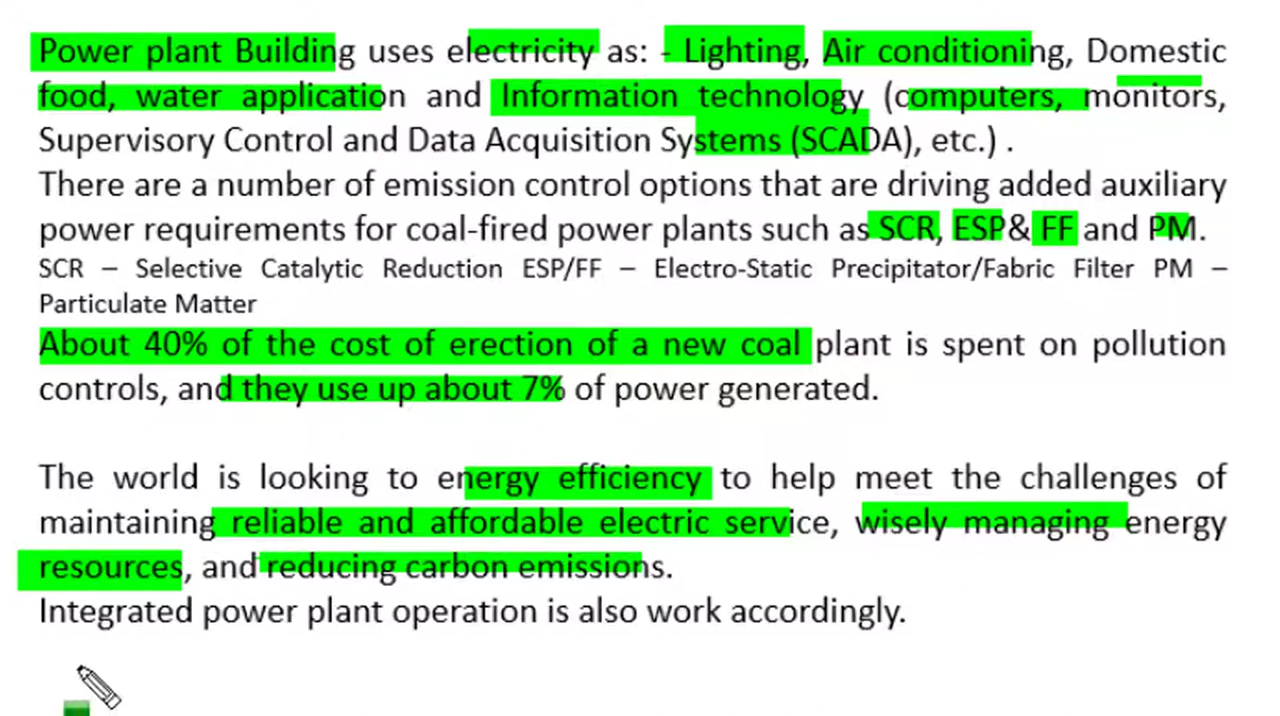 Power plant Building uses electricity as: - Lighting, Air conditioning, Domestic
food, water application and Information technology (computers, monitors,
Supervisory Control and Data Acquisition Systems (SCADA), etc.) .
There are a number of emission control options that are driving added auxiliary
power requirements for coal-fired power plants such as SCR, ESP& FF and PM.
SCR – Selective Catalytic Reduction ESP/FF – Electro-Static Precipitator/Fabric Filter PM –
Particulate Matter
About 40% of the cost of erection of a new coal plant is spent on pollution
controls, and they use up about 7% of power generated.
The world is looking to energy efficiency to help meet the challenges of
maintaining reliable and affordable electric service, wisely managing energy
resources, and reducing carbon emissions.
Integrated power plant operation is also work accordingly.